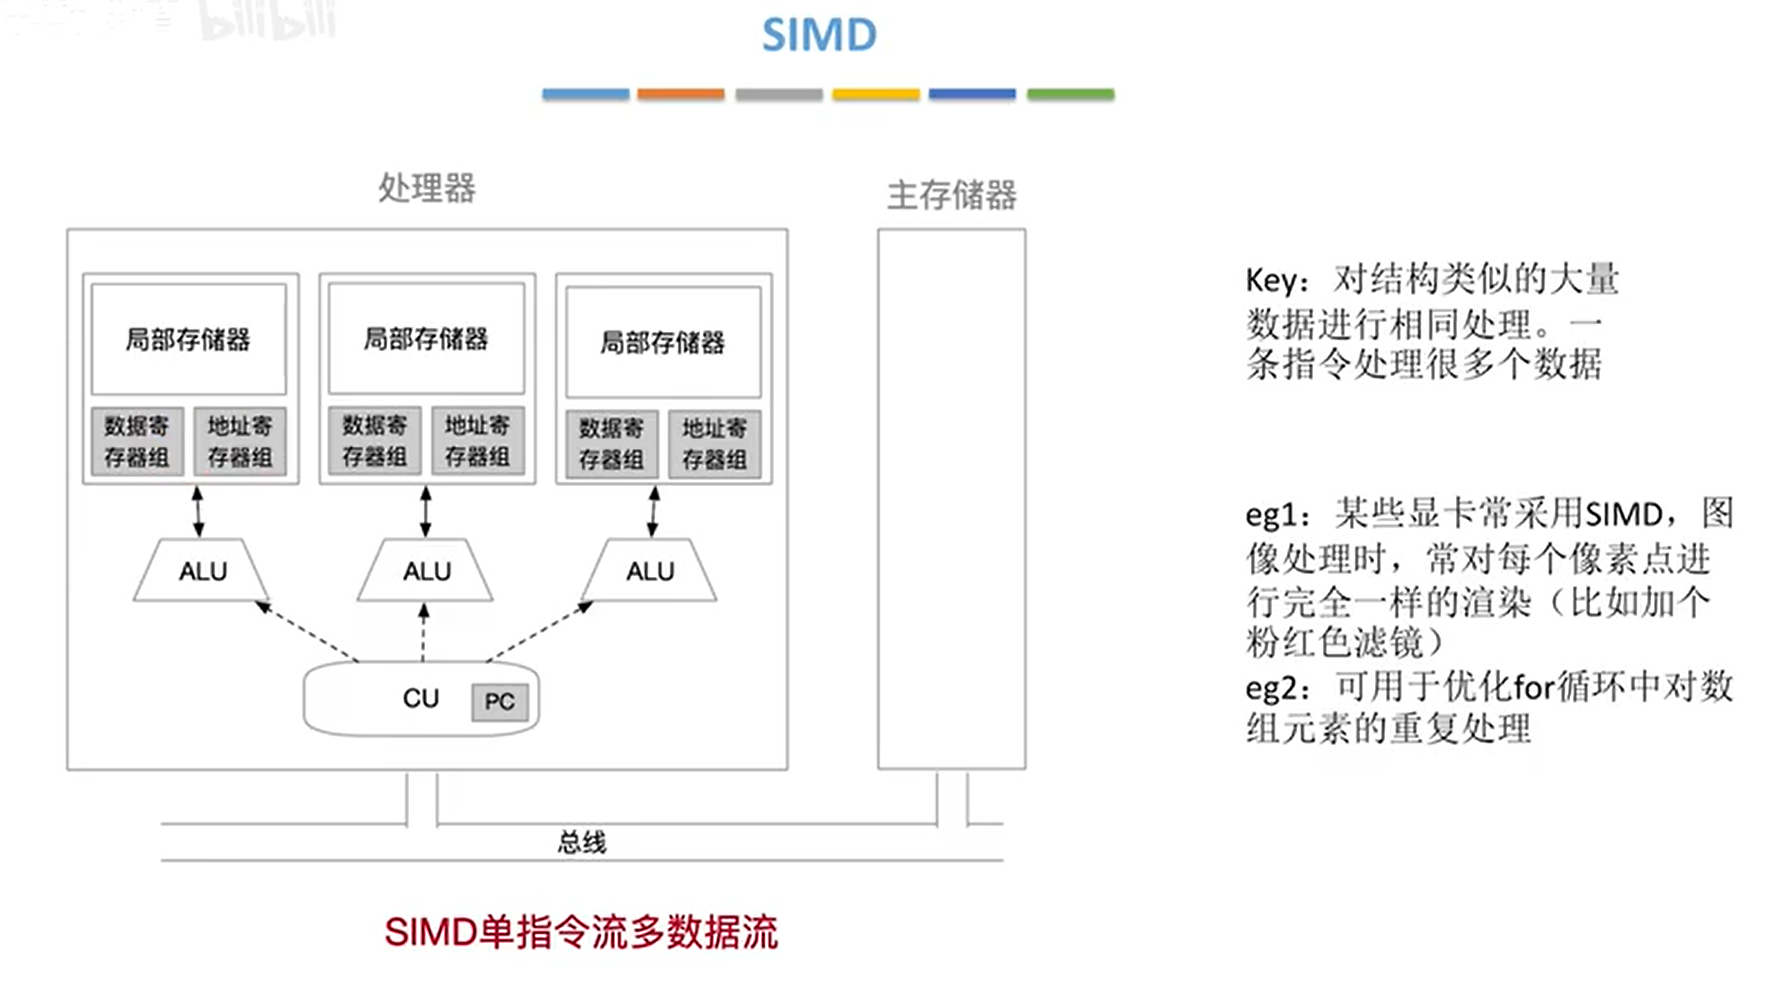 bilibili
SIMD
处理器
主存储器
局部存储器
局部存储器
局部存储器
数据寄
存器组
地址寄
存器组
数据寄
存器组
地址寄
存器组
数据寄
存器组
地址寄
存器组
ALU
ALU
ALU
CU
PC
总线
SIMD单指令流多数据流
Key：对结构类似的大量
数据进行相同处理。一
条指令处理很多个数据
eg1：某些显卡常采用SIMD，图
像处理时，常对每个像素点进
行完全一样的渲染（比如加个
粉红色滤镜）
eg2：可用于优化for循环中对数
组元素的重复处理